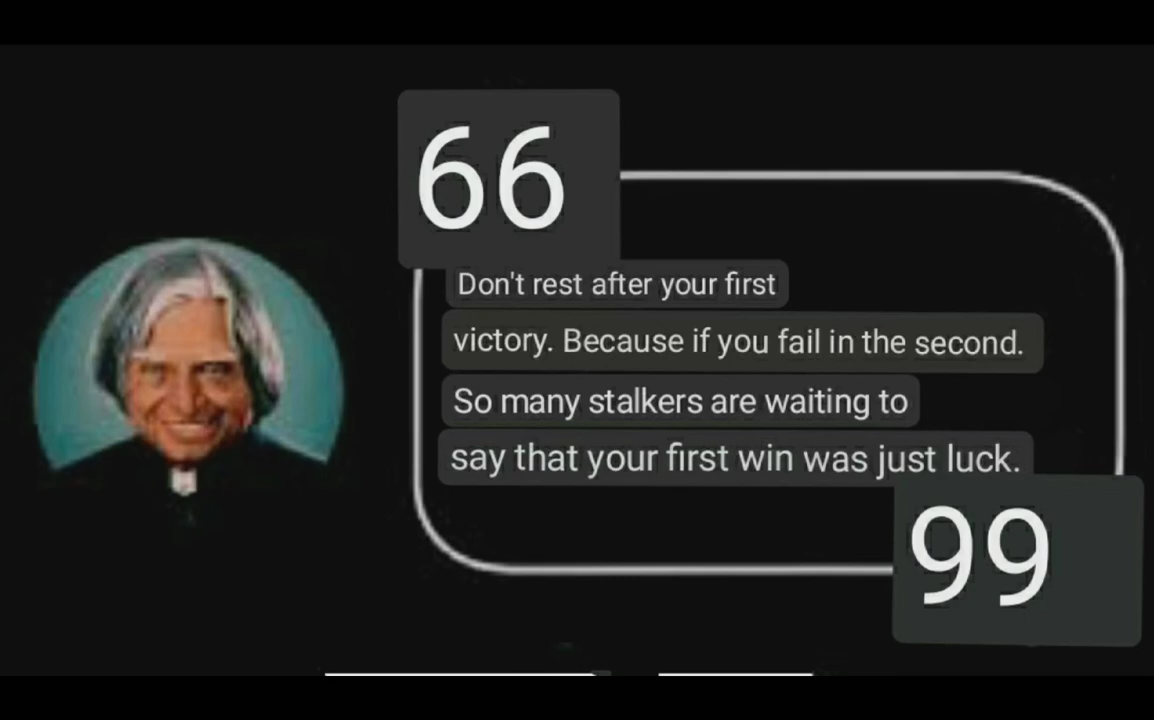 66
Don't rest after your first
victory. Because if you fail in the second.
So many stalkers are waiting to
say that your first win was just luck.
99